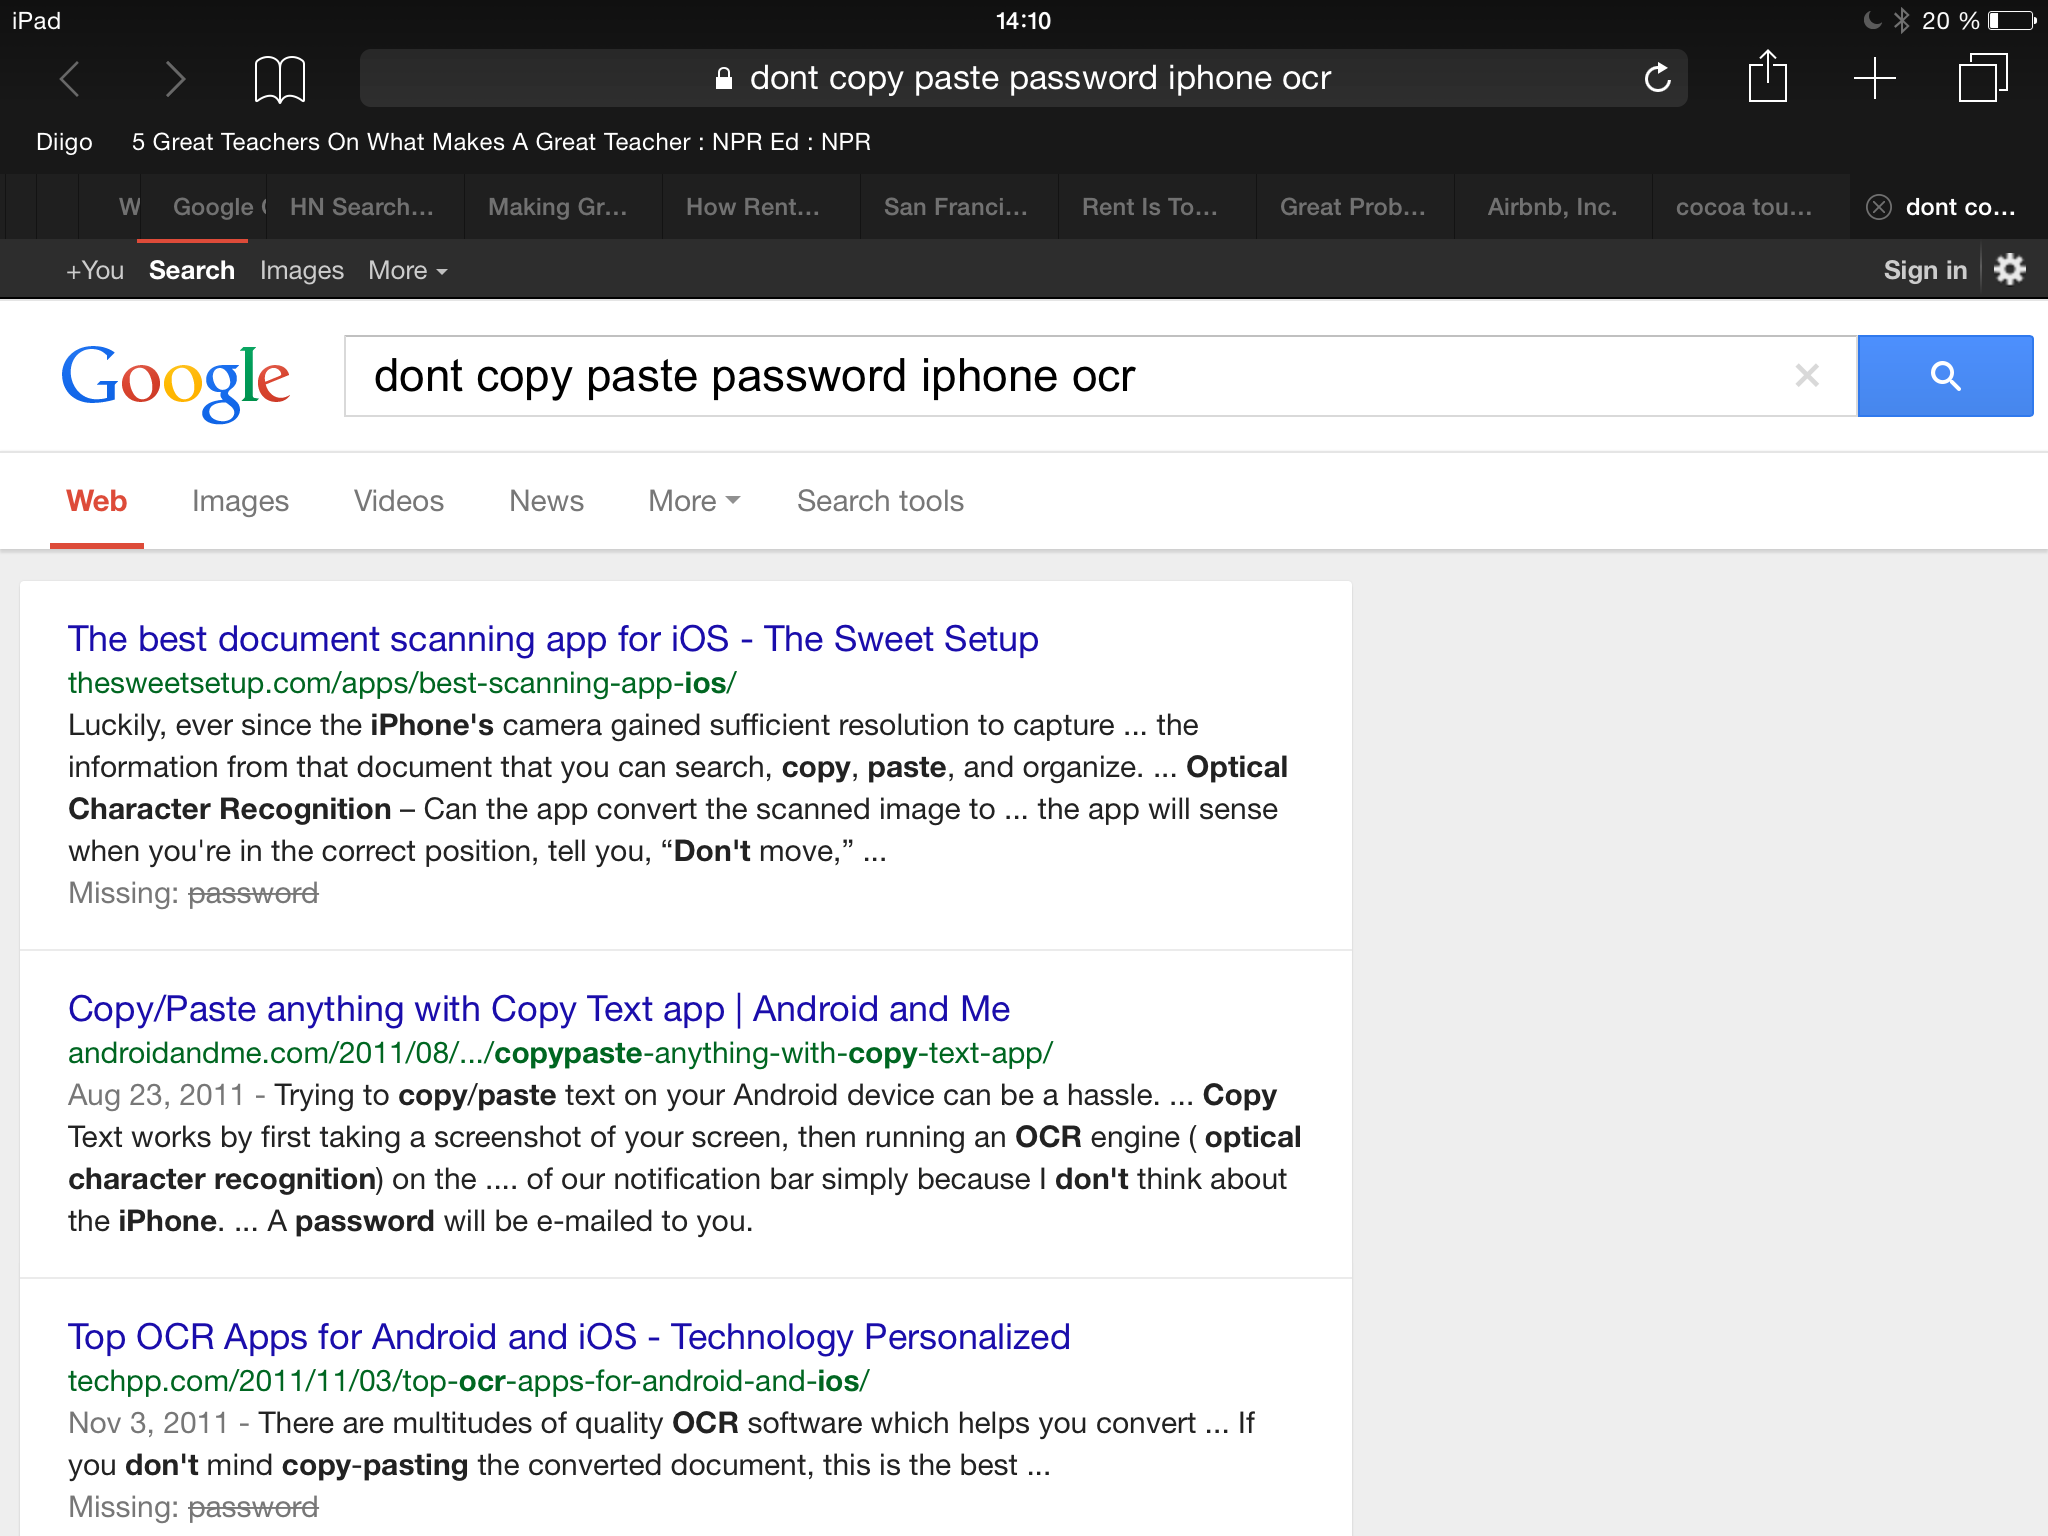 iPad 14:10 20 %
dont copy paste password iphone ocr
Diigo 5 Great Teachers On What Makes A Great Teacher : NPR Ed : NPR
W Google HN Search... Making Gr... How Rent... San Franci... Rent Is To... Great Prob... Airbnb, Inc. cocoa tou... dont co...
+You Search Images More Sign in
Google dont copy paste password iphone ocr
Web Images Videos News More Search tools
The best document scanning app for iOS - The Sweet Setup
thesweetsetup.com/apps/best-scanning-app-ios/
Luckily, ever since the iPhone's camera gained sufficient resolution to capture ... the
information from that document that you can search, copy, paste, and organize. ... Optical
Character Recognition – Can the app convert the scanned image to ... the app will sense
when you're in the correct position, tell you, “Don't move,” ...
Missing: password
Copy/Paste anything with Copy Text app | Android and Me
androidandme.com/2011/08/.../copypaste-anything-with-copy-text-app/
Aug 23, 2011 - Trying to copy/paste text on your Android device can be a hassle. ... Copy
Text works by first taking a screenshot of your screen, then running an OCR engine ( optical
character recognition) on the .... of our notification bar simply because I don't think about
the iPhone. ... A password will be e-mailed to you.
Top OCR Apps for Android and iOS - Technology Personalized
techpp.com/2011/11/03/top-ocr-apps-for-android-and-ios/
Nov 3, 2011 - There are multitudes of quality OCR software which helps you convert ... If
you don't mind copy-pasting the converted document, this is the best ...
Missing: password